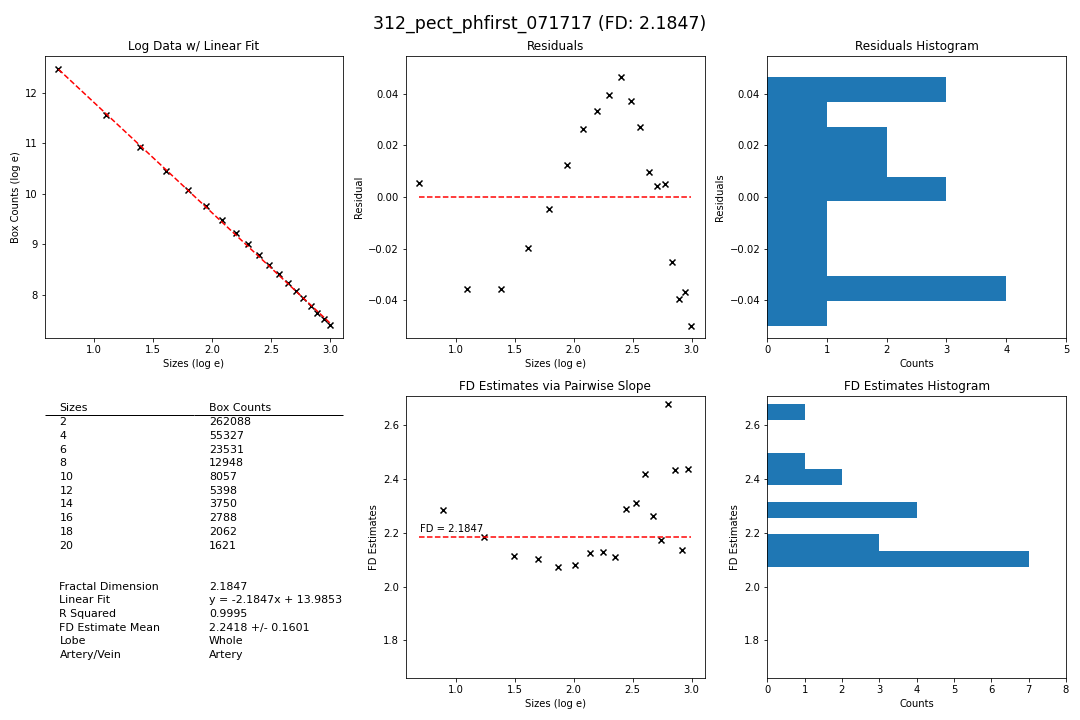 312_pect_phfirst_071717 (FD: 2.1847)
Log Data w/ Linear Fit
Box Counts (log e)
12
11
10
9
8
1.0 1.5 2.0 2.5 3.0
Sizes (log e)
Residuals
Residual
0.04
0.02
0.00
−0.02
−0.04
1.0 1.5 2.0 2.5 3.0
Sizes (log e)
Residuals Histogram
Residuals
0.04
0.02
0.00
−0.02
−0.04
0 1 2 3 4 5
Counts
Sizes Box Counts
2 262088
4 55327
6 23531
8 12948
10 8057
12 5398
14 3750
16 2788
18 2062
20 1621
Fractal Dimension 2.1847
Linear Fit y = -2.1847x + 13.9853
R Squared 0.9995
FD Estimate Mean 2.2418 +/- 0.1601
Lobe Whole
Artery/Vein Artery
FD Estimates via Pairwise Slope
FD Estimates
2.6
2.4
2.2
2.0
1.8
FD = 2.1847
1.0 1.5 2.0 2.5 3.0
Sizes (log e)
FD Estimates Histogram
FD Estimates
2.6
2.4
2.2
2.0
1.8
0 1 2 3 4 5 6 7 8
Counts